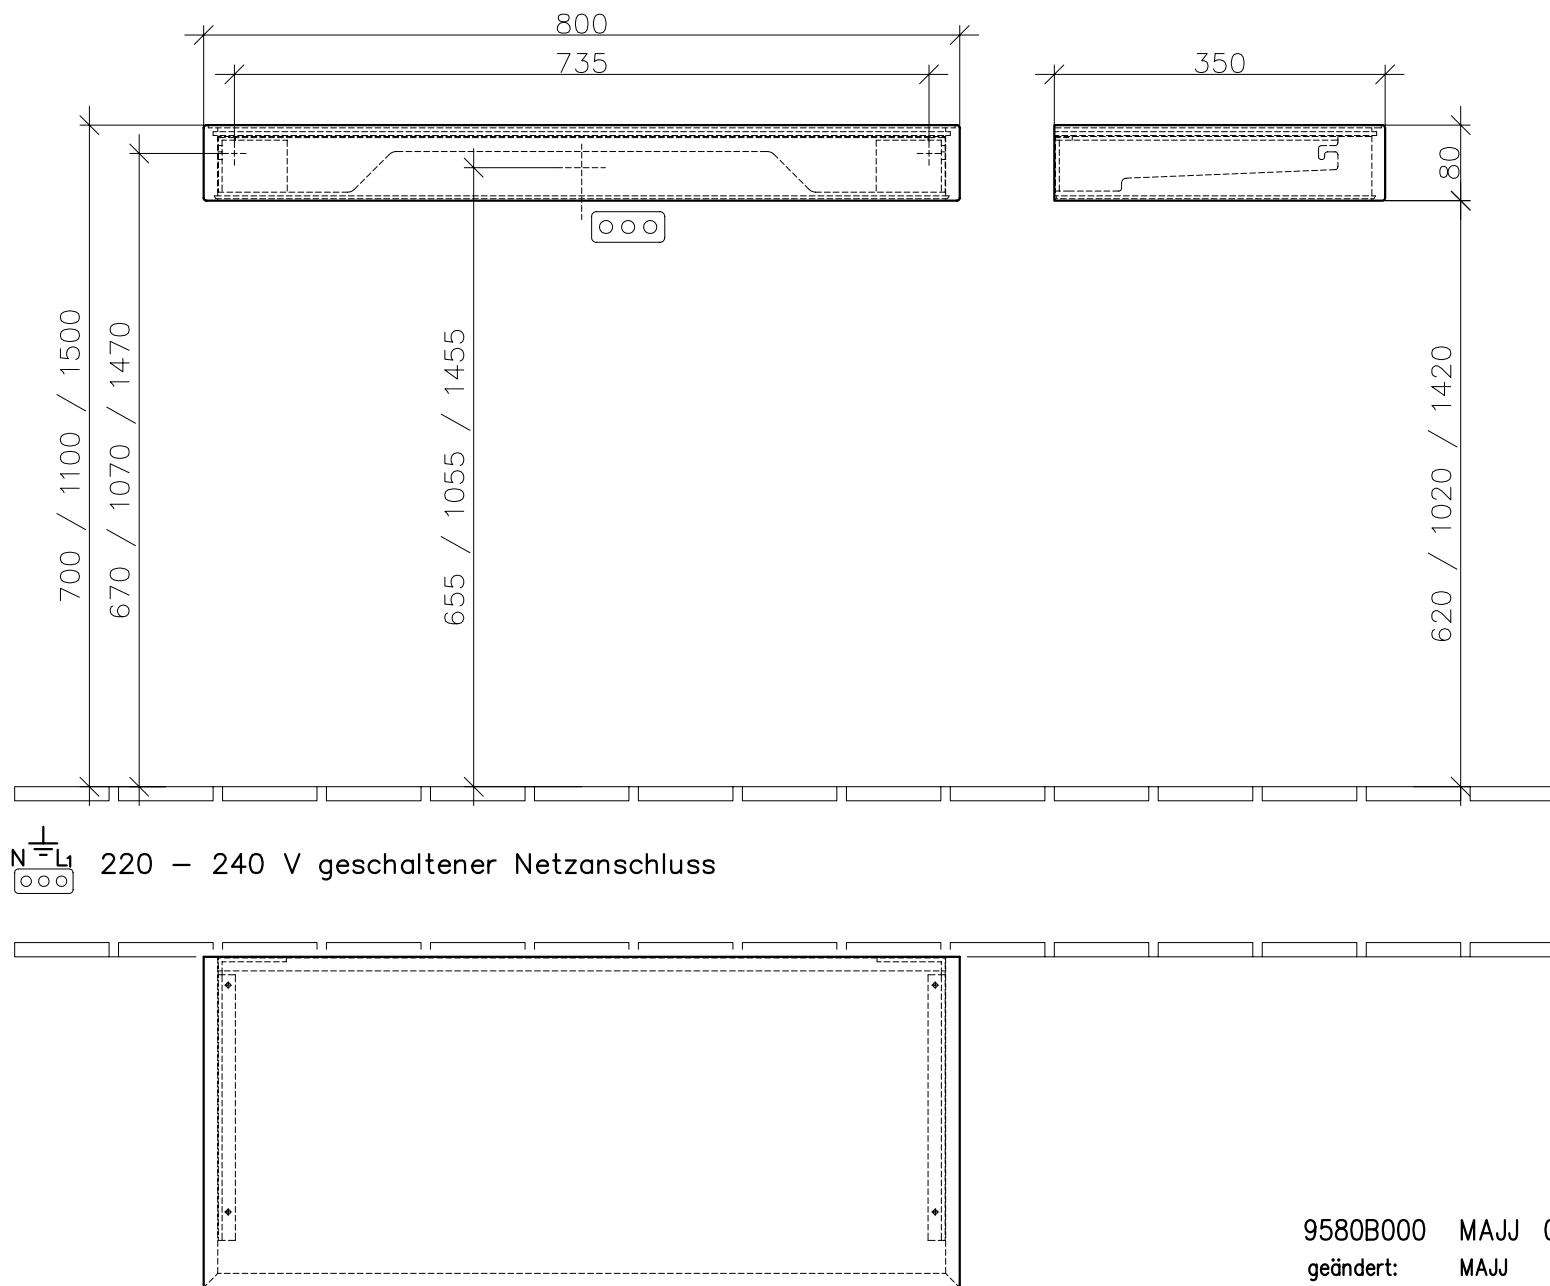 800
735
350
80
700 / 1100 / 1500
670 / 1070 / 1470
655 / 1055 / 1455
620 / 1020 / 1420
N L1
220 – 240 V geschaltener Netzanschluss
9580B000 MAJJ
geändert: MAJJ